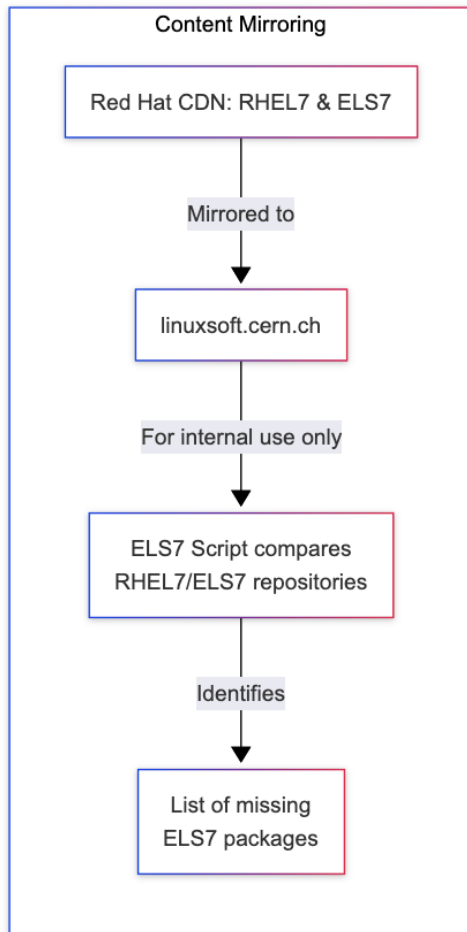 Content Mirroring
Red Hat CDN: RHEL7 & ELS7
Mirrored to
linuxsoft.cern.ch
For internal use only
ELS7 Script compares
RHEL7/ELS7 repositories
Identifies
List of missing
ELS7 packages